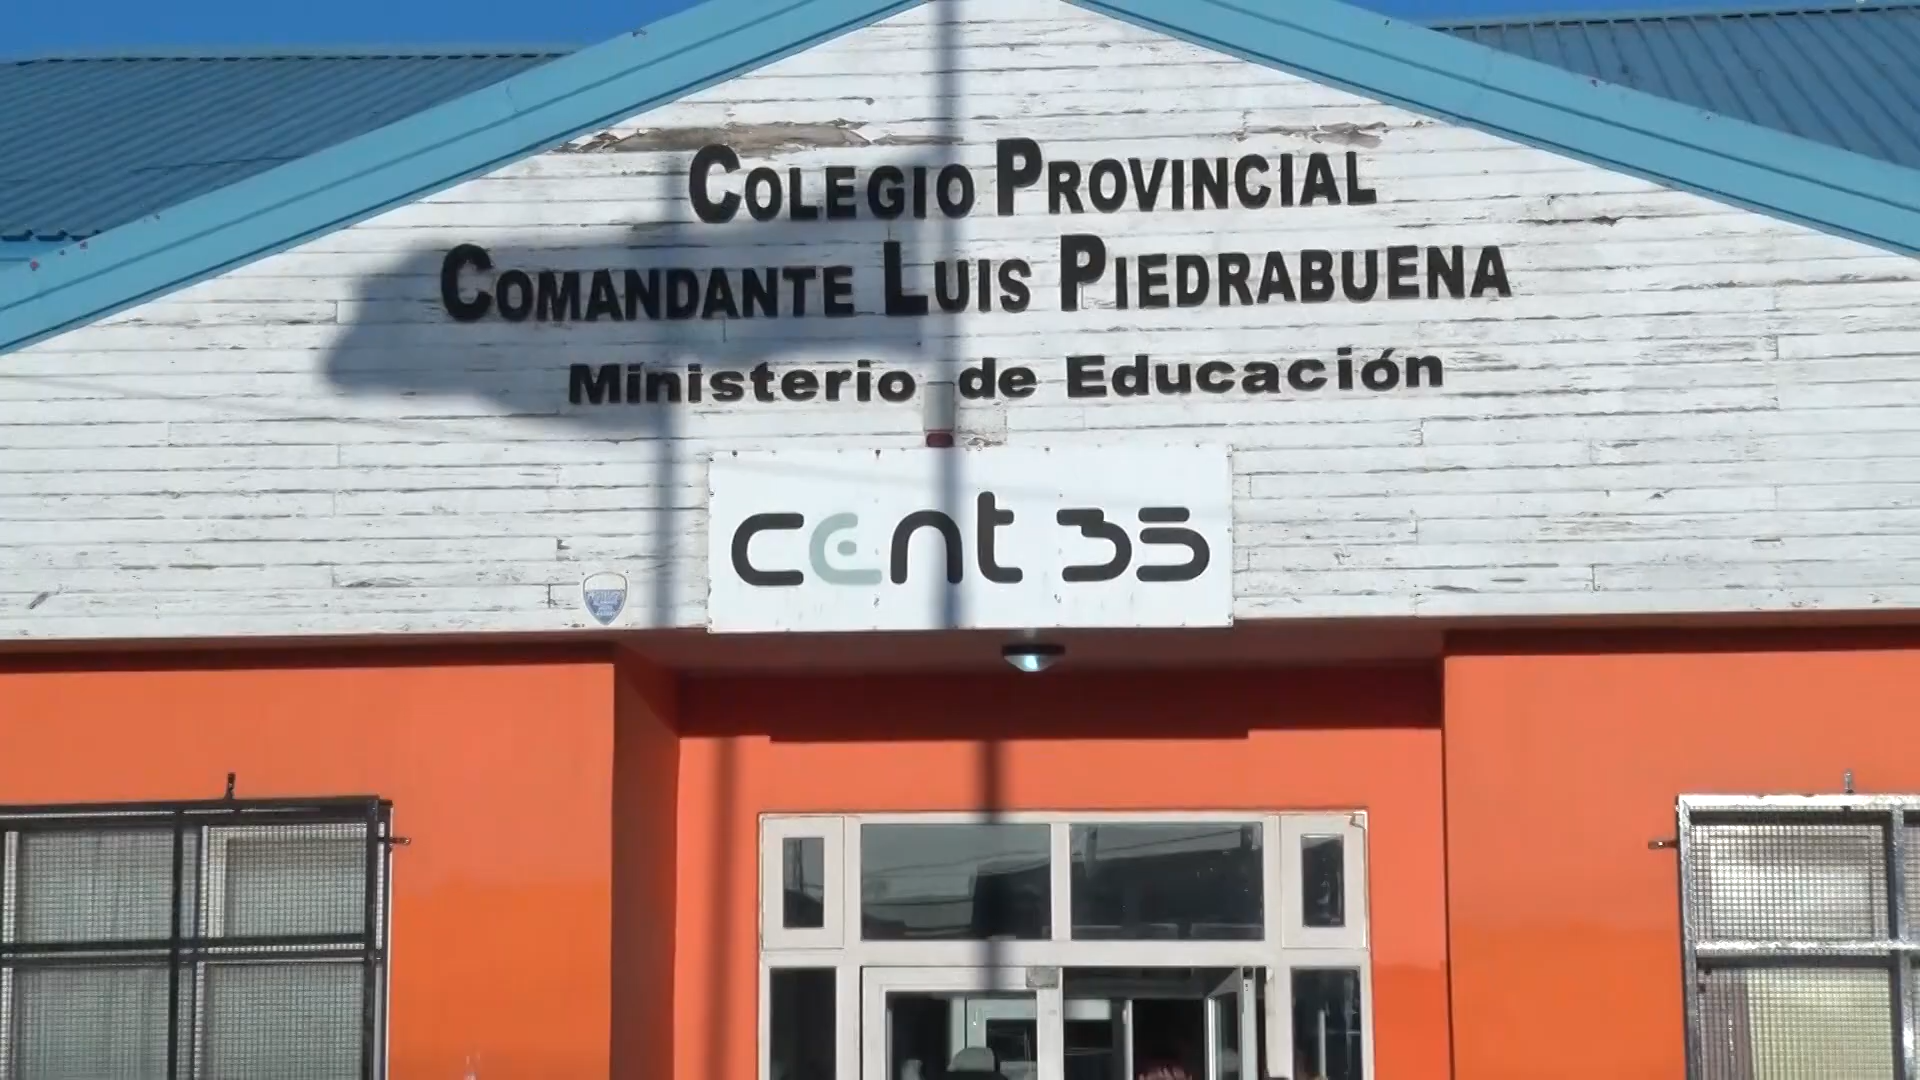 COLEGIO PROVINCIAL
COMANDANTE LUIS PIEDRABUENA
Ministerio de Educación
cent 35